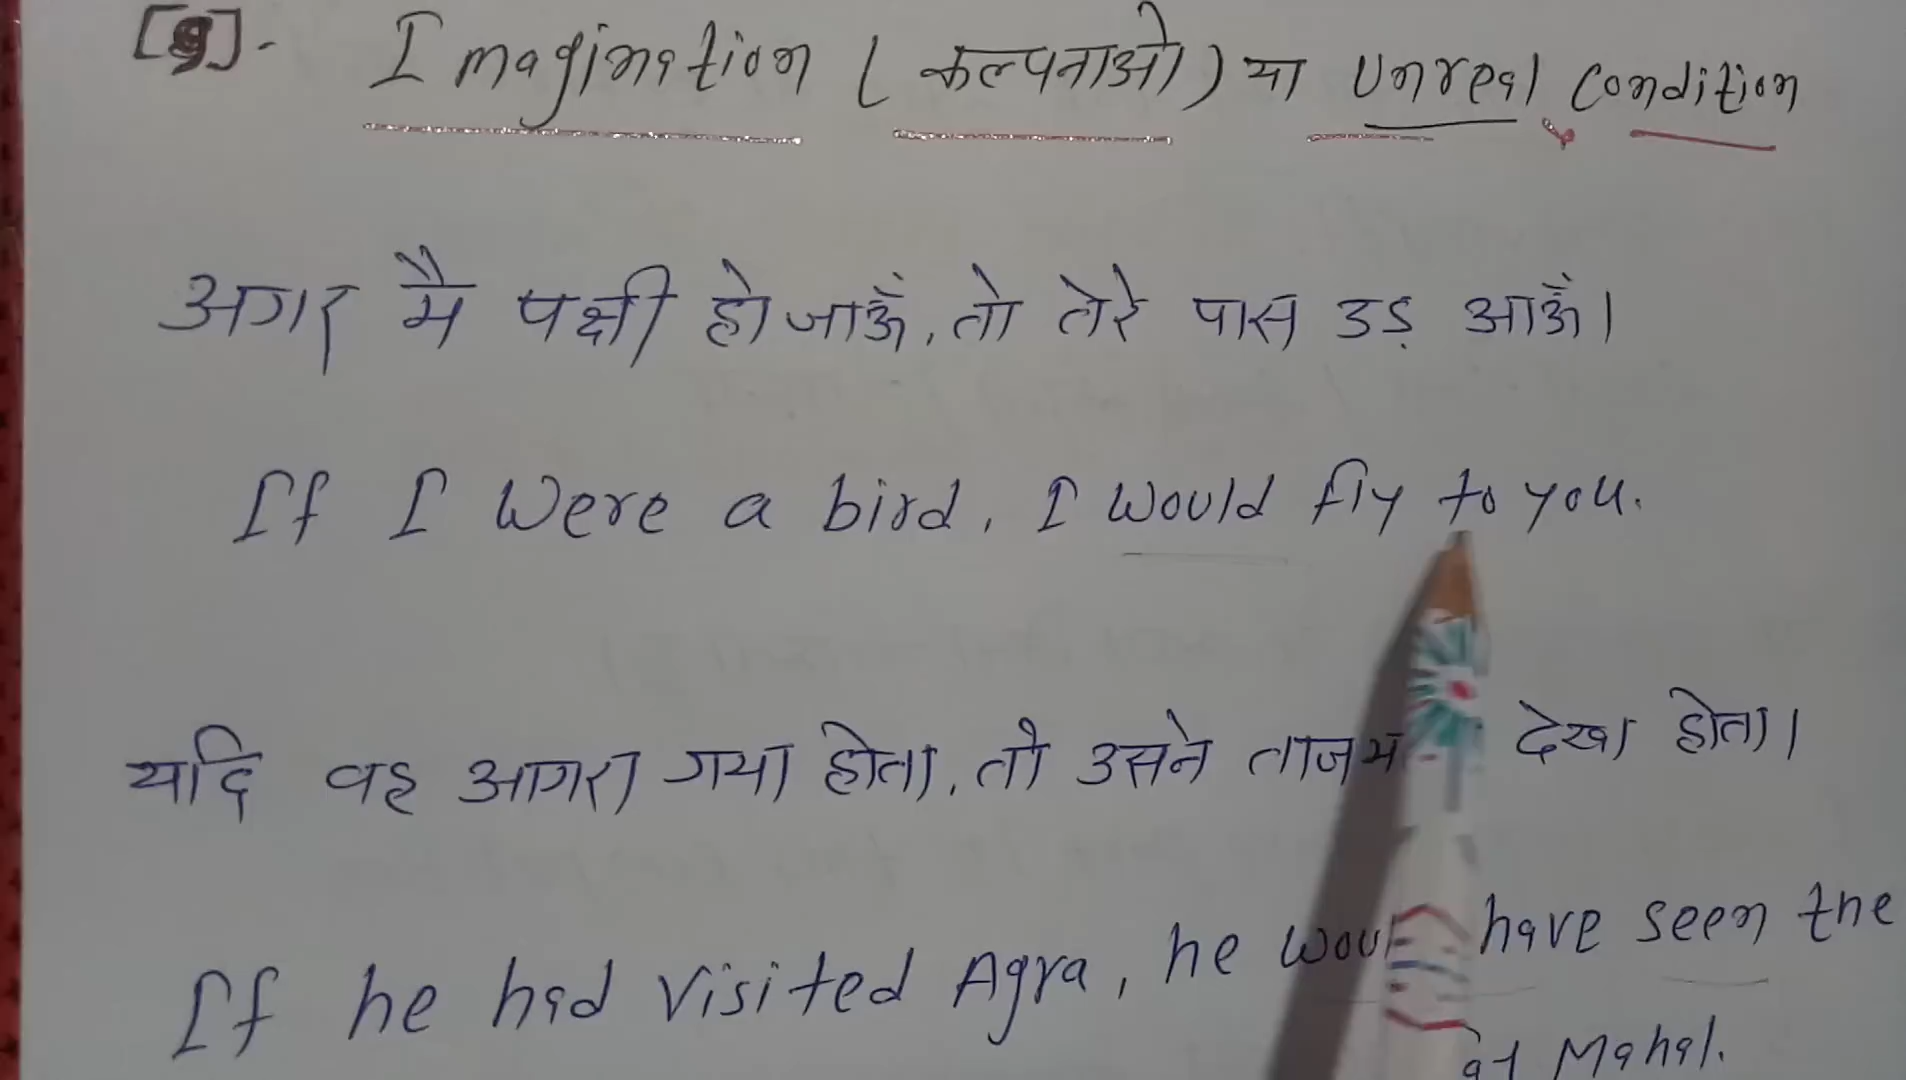 [9]. Imagination (कल्पनाओ) या Unreal Condition
अगर मै पक्षी हो जाऊँ, तो तेरे पास उड़ आऊँ।
If I were a bird, I would fly to you.
यदि वह आगरा गया होता, तो उसने देखा होता।
If he had visited Agra, he have seen the
Mahal.